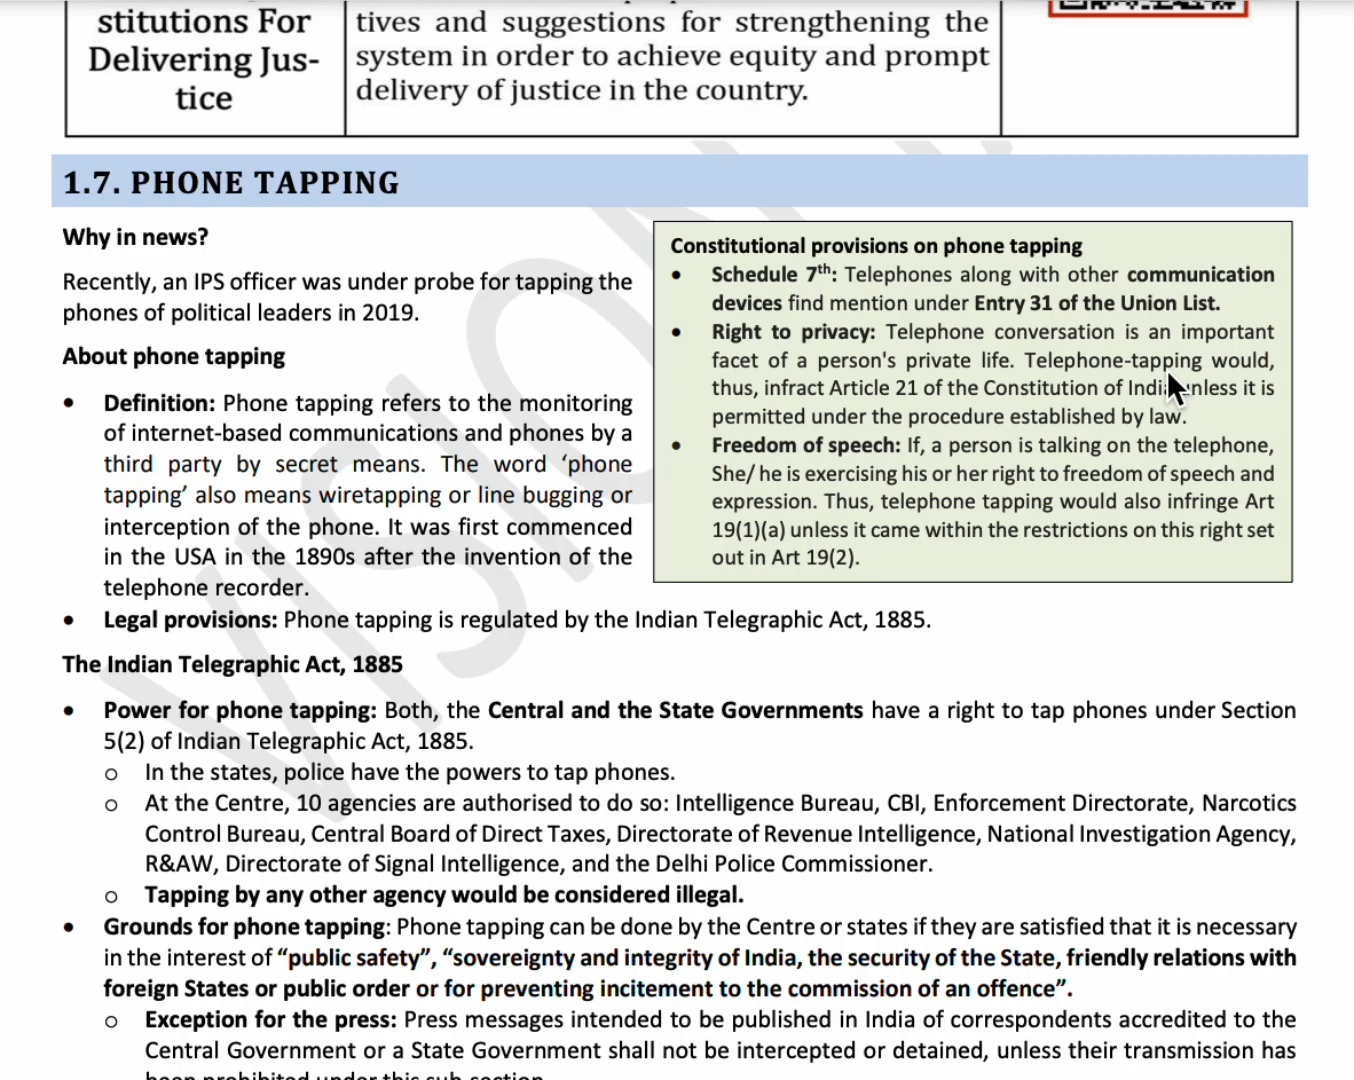 stitutions For
Delivering Jus-
tice
tives and suggestions for strengthening the
system in order to achieve equity and prompt
delivery of justice in the country.
1.7. PHONE TAPPING
Why in news?
Recently, an IPS officer was under probe for tapping the
phones of political leaders in 2019.
About phone tapping
• Definition: Phone tapping refers to the monitoring
of internet-based communications and phones by a
third party by secret means. The word ‘phone
tapping’ also means wiretapping or line bugging or
interception of the phone. It was first commenced
in the USA in the 1890s after the invention of the
telephone recorder.
Constitutional provisions on phone tapping
• Schedule 7th: Telephones along with other communication
devices find mention under Entry 31 of the Union List.
• Right to privacy: Telephone conversation is an important
facet of a person's private life. Telephone-tapping would,
thus, infract Article 21 of the Constitution of India unless it is
permitted under the procedure established by law.
• Freedom of speech: If, a person is talking on the telephone,
She/ he is exercising his or her right to freedom of speech and
expression. Thus, telephone tapping would also infringe Art
19(1)(a) unless it came within the restrictions on this right set
out in Art 19(2).
• Legal provisions: Phone tapping is regulated by the Indian Telegraphic Act, 1885.
The Indian Telegraphic Act, 1885
• Power for phone tapping: Both, the Central and the State Governments have a right to tap phones under Section
5(2) of Indian Telegraphic Act, 1885.
o In the states, police have the powers to tap phones.
o At the Centre, 10 agencies are authorised to do so: Intelligence Bureau, CBI, Enforcement Directorate, Narcotics
Control Bureau, Central Board of Direct Taxes, Directorate of Revenue Intelligence, National Investigation Agency,
R&AW, Directorate of Signal Intelligence, and the Delhi Police Commissioner.
o Tapping by any other agency would be considered illegal.
• Grounds for phone tapping: Phone tapping can be done by the Centre or states if they are satisfied that it is necessary
in the interest of “public safety”, “sovereignty and integrity of India, the security of the State, friendly relations with
foreign States or public order or for preventing incitement to the commission of an offence”.
o Exception for the press: Press messages intended to be published in India of correspondents accredited to the
Central Government or a State Government shall not be intercepted or detained, unless their transmission has
been prohibited under this sub-section.
VISION